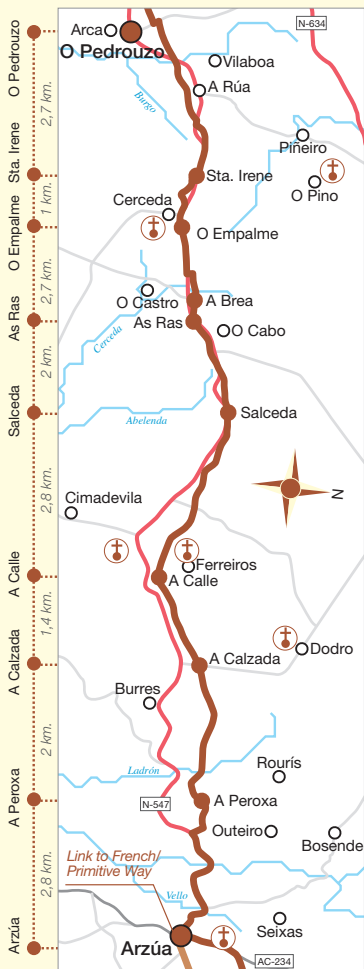 O Pedrouzo
2,7 km.
Sta. Irene
1 km.
O Empalme
2,7 km.
As Ras
2 km.
Salceda
2,8 km.
A Calle
1,4 km.
A Calzada
2 km.
A Peroxa
2,8 km.
Arzúa
N-634
Arca
O Pedrouzo
Vilaboa
A Rúa
Burgo
Piñeiro
Sta. Irene
O Pino
Cerceda
O Empalme
O Castro
A Brea
As Ras
O Cabo
Cerceda
Abelenda
Salceda
N
Cimadevila
Ferreiros
A Calle
Dodro
A Calzada
Burres
Ladrón
Rourís
N-547
A Peroxa
Outeiro
Bosende
Link to French/
Primitive Way
Vello
Seixas
Arzúa
AC-234